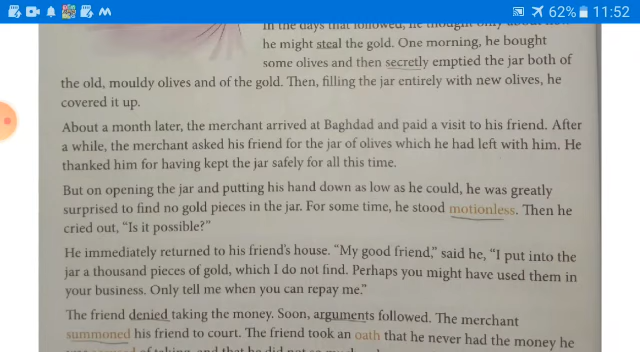 62% 11:52
he might steal the gold. One morning, he bought
some olives and then secretly emptied the jar both of
the old, mouldy olives and of the gold. Then, filling the jar entirely with new olives, he
covered it up.
About a month later, the merchant arrived at Baghdad and paid a visit to his friend. After
a while, the merchant asked his friend for the jar of olives which he had left with him. He
thanked him for having kept the jar safely for all this time.
But on opening the jar and putting his hand down as low as he could, he was greatly
surprised to find no gold pieces in the jar. For some time, he stood motionless. Then he
cried out, “Is it possible?”
He immediately returned to his friend's house. “My good friend,” said he, “I put into the
jar a thousand pieces of gold, which I do not find. Perhaps you might have used them in
your business. Only tell me when you can repay me.”
The friend denied taking the money. Soon, arguments followed. The merchant
summoned his friend to court. The friend took an oath that he never had the money he